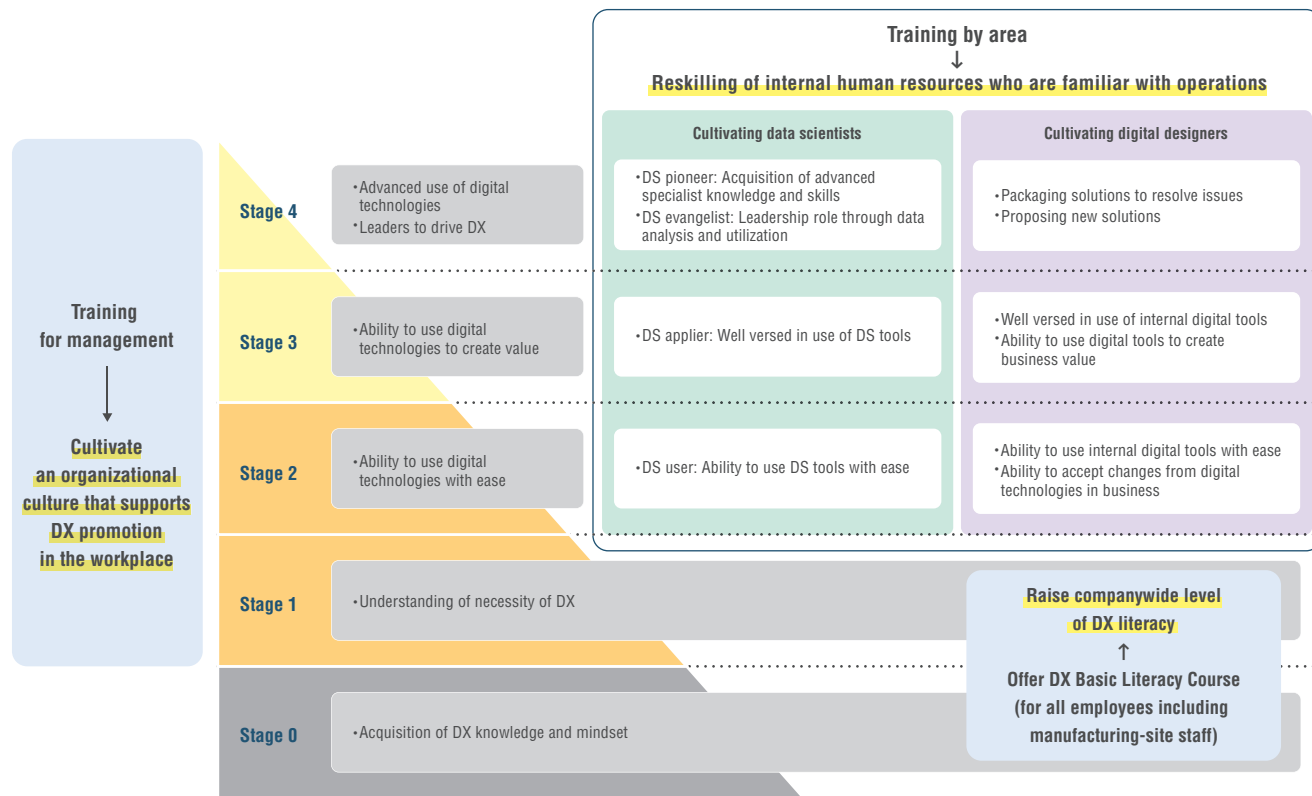 Training
for management
↓
Cultivate
an organizational
culture that supports
DX promotion
in the workplace
Training by area
↓
Reskilling of internal human resources who are familiar with operations
Cultivating data scientists
Cultivating digital designers
Stage 4
•Advanced use of digital
technologies
•Leaders to drive DX
•DS pioneer: Acquisition of advanced
specialist knowledge and skills
•DS evangelist: Leadership role through data
analysis and utilization
•Packaging solutions to resolve issues
•Proposing new solutions
Stage 3
•Ability to use digital
technologies to create value
•DS applier: Well versed in use of DS tools
•Well versed in use of internal digital tools
•Ability to use digital tools to create
business value
Stage 2
•Ability to use digital
technologies with ease
•DS user: Ability to use DS tools with ease
•Ability to use internal digital tools with ease
•Ability to accept changes from digital
technologies in business
Stage 1
•Understanding of necessity of DX
Stage 0
•Acquisition of DX knowledge and mindset
Raise companywide level
of DX literacy
↑
Offer DX Basic Literacy Course
(for all employees including
manufacturing-site staff)